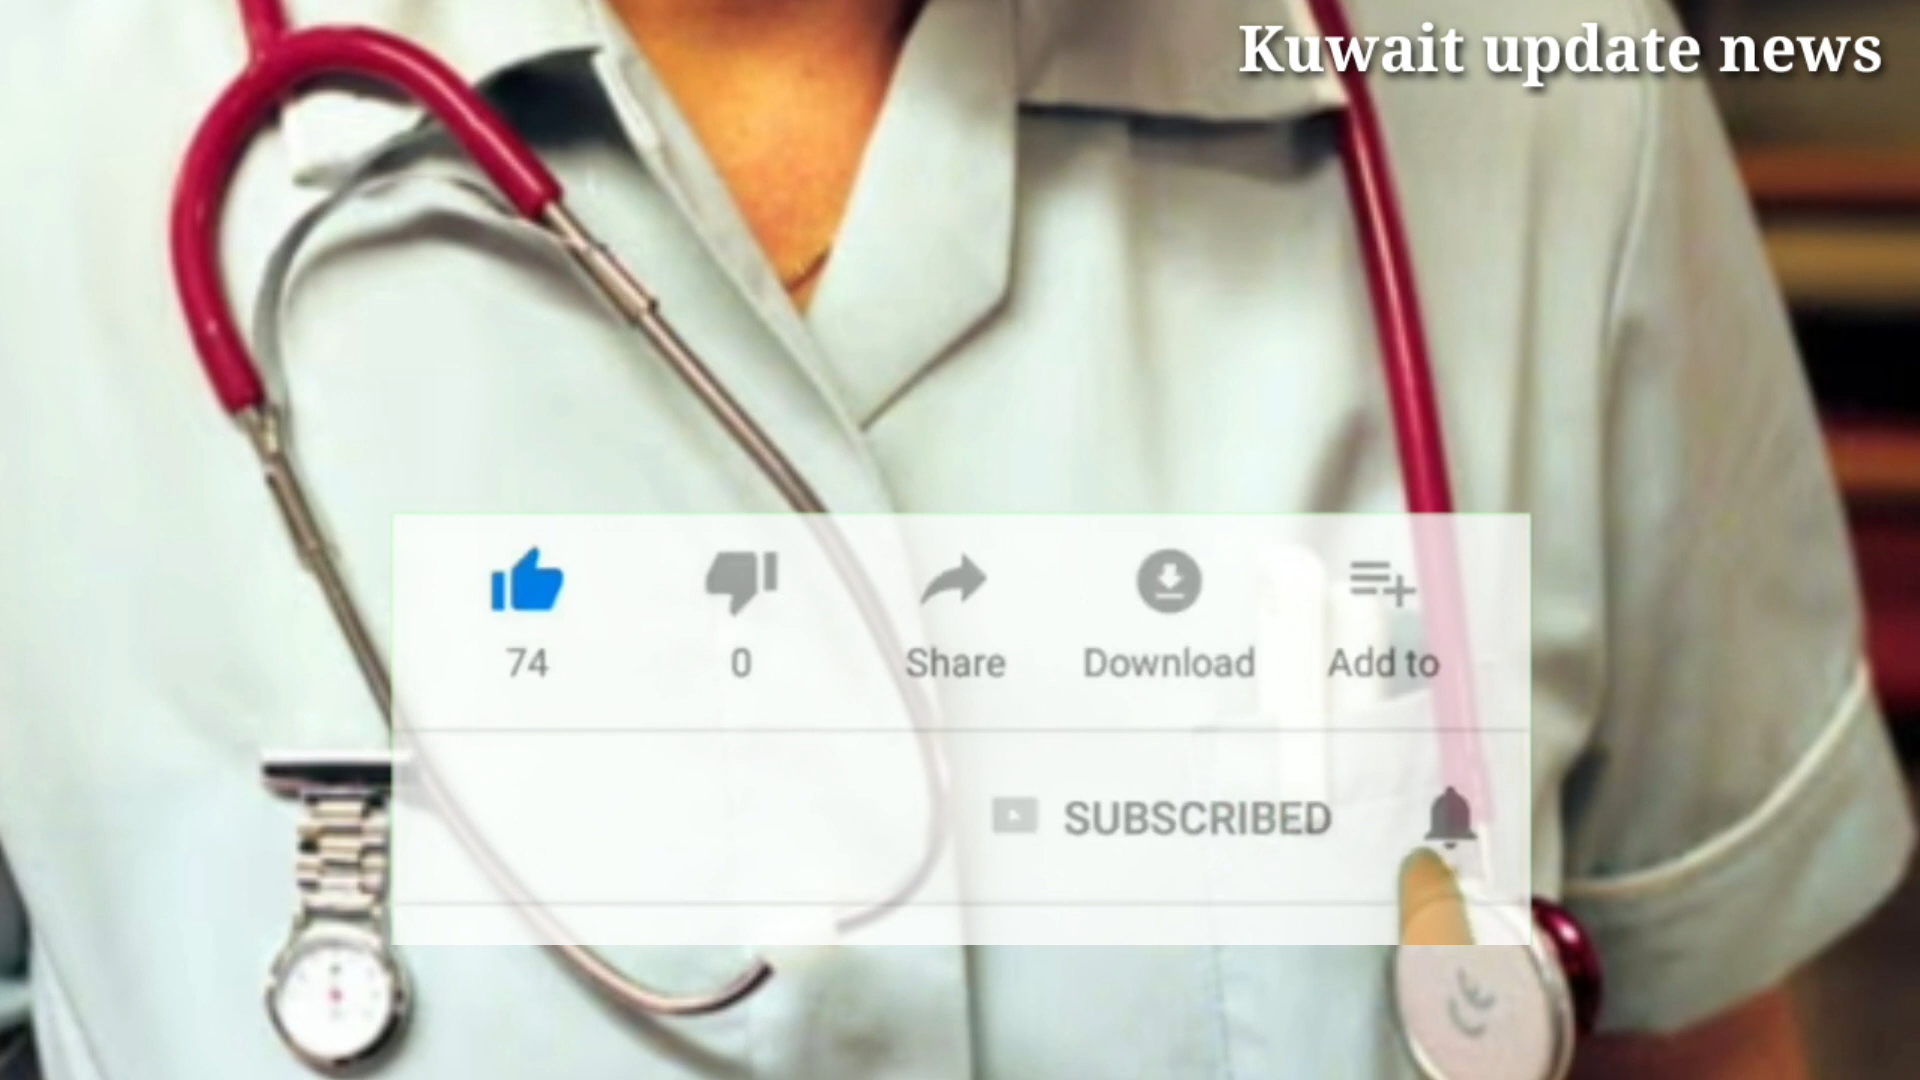 Kuwait update news
74
0
Share
Download
Add to
SUBSCRIBED